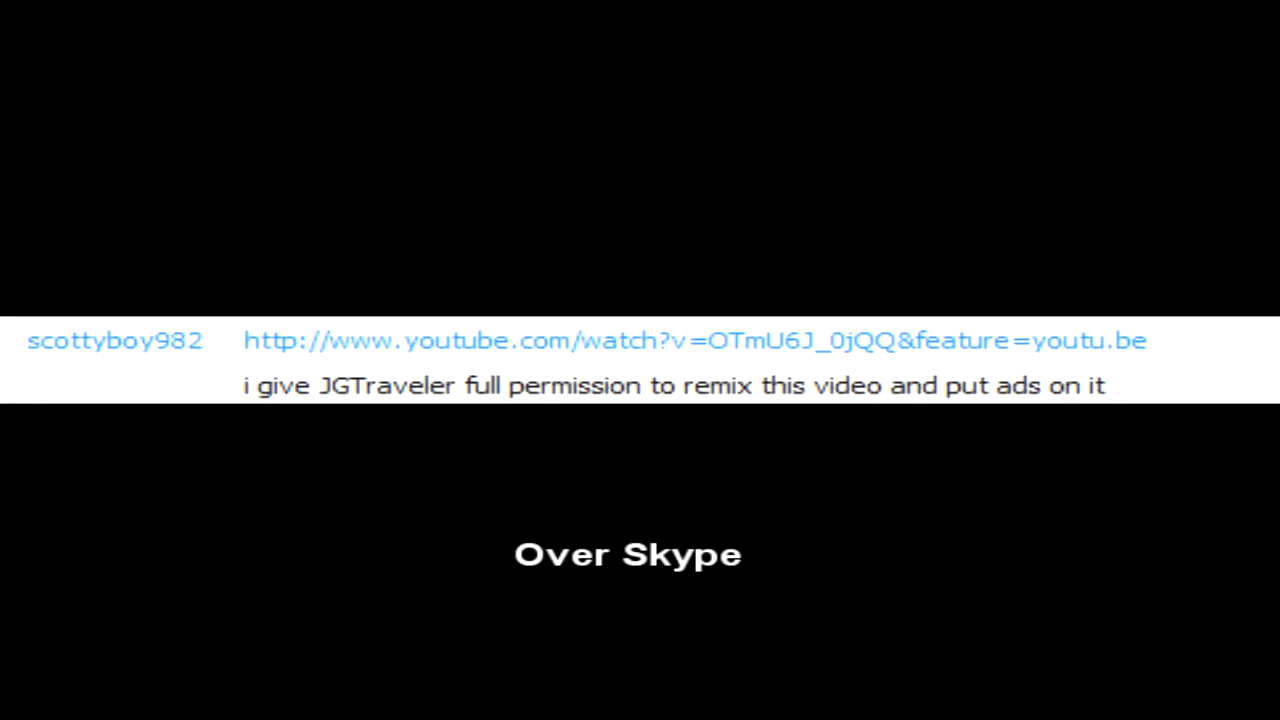 scottyboy982 http://www.youtube.com/watch?v=OTmU6J_0jQQ&feature=youtu.be
i give JGTraveler full permission to remix this video and put ads on it
Over Skype